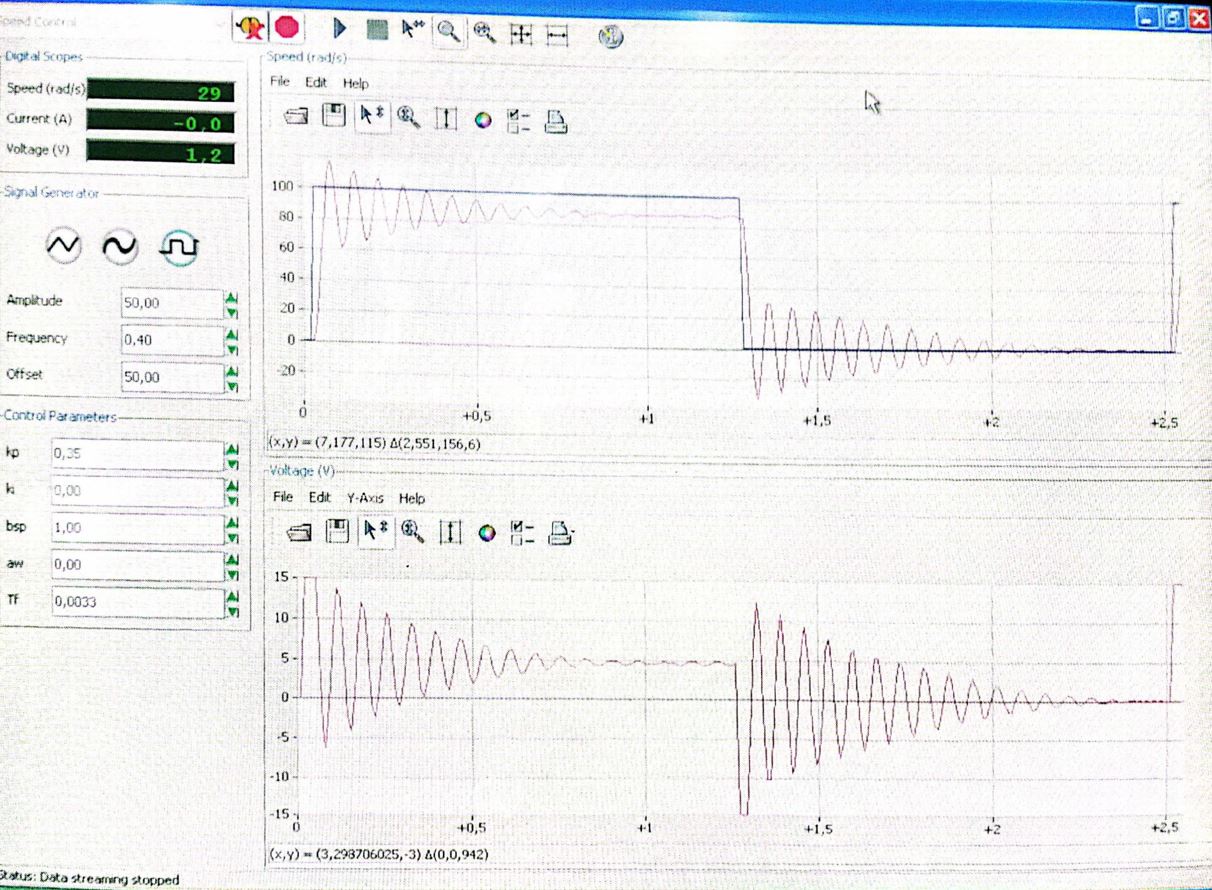 Speed Control
Digital Scopes
Speed (rad/s) 29
Current (A) -0,0
Voltage (V) 1,2
Signal Generator
Amplitude 50,00
Frequency 0,40
Offset 50,00
Control Parameters
kp 0,35
ki 0,00
bsp 1,00
aw 0,00
Tf 0,0033
Speed (rad/s)
File Edit Help
100
80
60
40
20
0
-20
0 +0,5 +1 +1,5 +2 +2,5
(x,y) = (7,177,115) Δ(2,551,156,6)
Voltage (V)
File Edit Y-Axis Help
15
10
5
0
-5
-10
-15
0 +0,5 +1 +1,5 +2 +2,5
(x,y) = (3,298706025,-3) Δ(0,0,942)
Status: Data streaming stopped